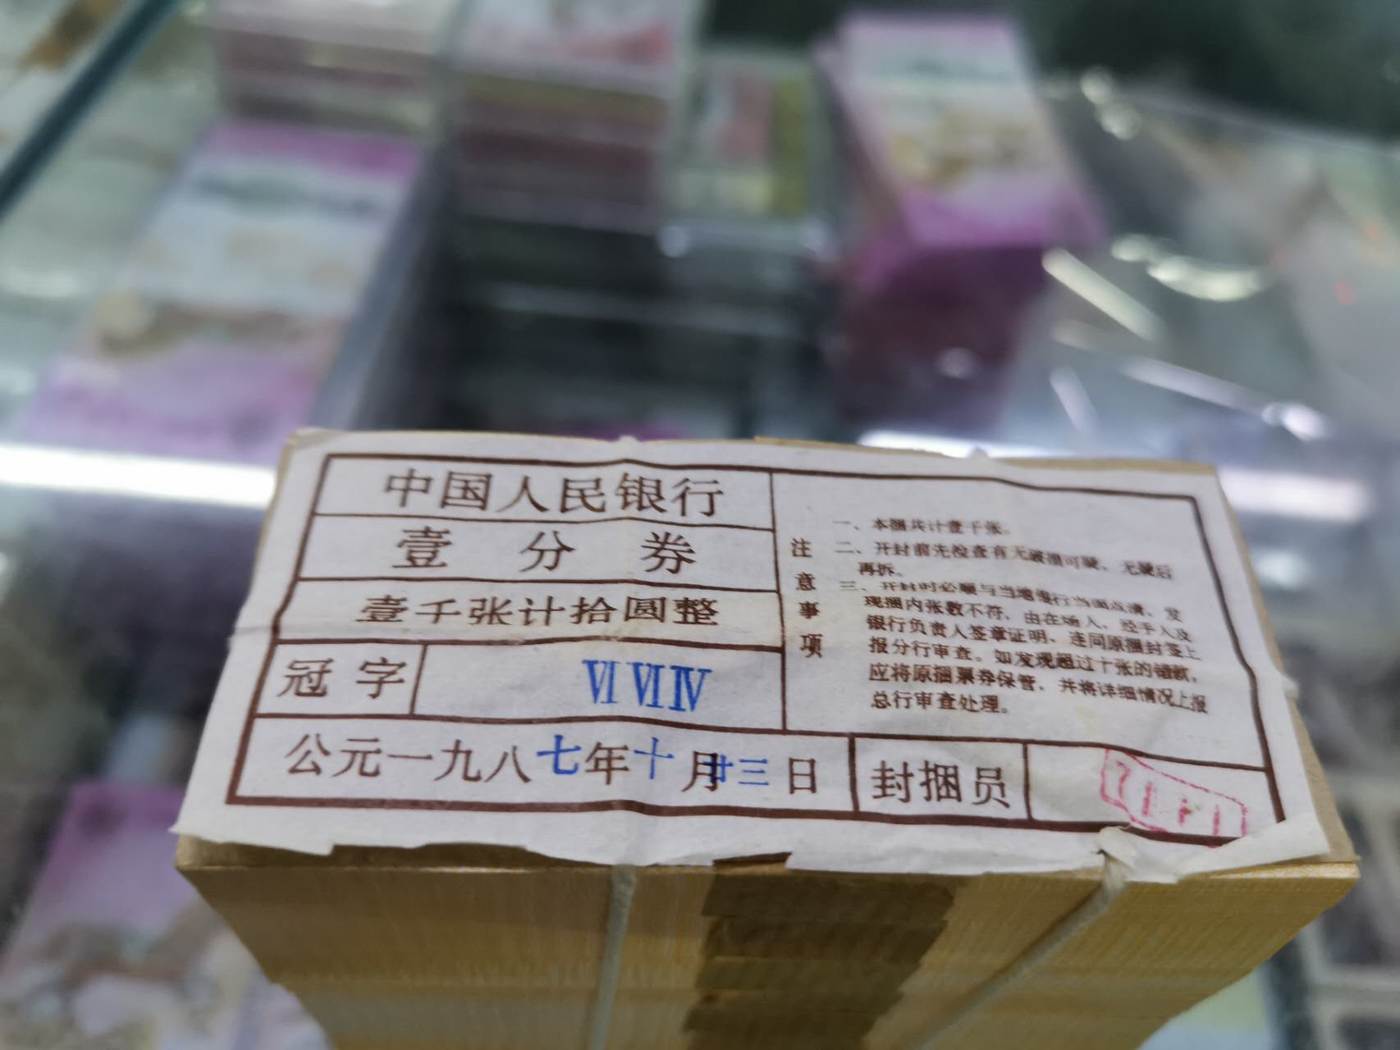 中国人民银行
壹分券
壹千张计拾圆整
冠字 ⅥⅥⅣ
公元一九八七年十月廿三日
封捆员
注意事项
一、本捆共计壹千张。
二、开封前先检查有无破损可疑，无疑后
再拆。
三、开封时必须与当地银行当面点清，发
现捆内张数不符，由在场人、经手人及
银行负责人签章证明，连同原捆封签上
报分行审查。如发现超过十张的错款，
应将原捆票券保管，并将详细情况上报
总行审查处理。